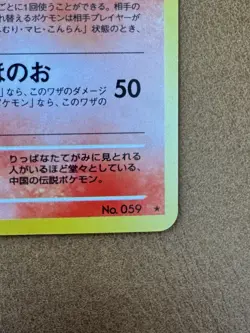 ごとに1回使うことができる。相手の
れ替えるポケモンは相手プレイヤーが
むり・マヒ・こんらん」状態のとき、
ほのお 50
」なら、このワザのダメージ
ポケモン」なら、このワザの
りっぱなたてがみに見とれる
人がいるほど堂々としている、
中国の伝説ポケモン。
No. 059 ★